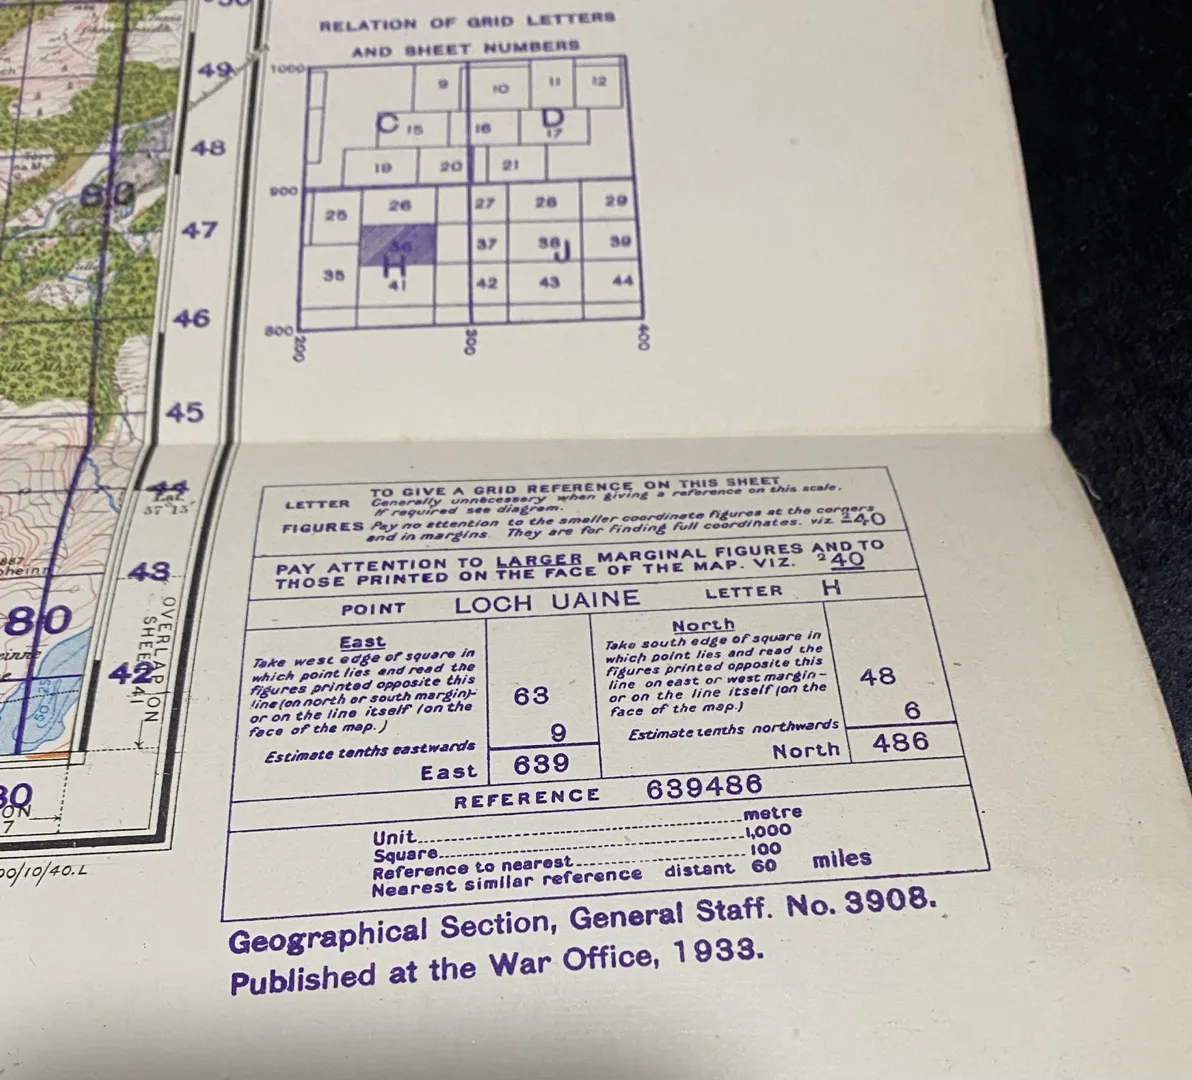 RELATION OF GRID LETTERS
AND SHEET NUMBERS
1000
9
10
11
12
C
15
16
D
17
19
20
21
900
25
26
27
28
29
36
H
37
38
J
39
35
41
42
43
44
800
200
300
400
49
48
80
47
46
45
44
Lat.
57°15'
43
80
42
OVERLAP ON
SHEET 41
30
ON
7
00/10/40.L
TO GIVE A GRID REFERENCE ON THIS SHEET
LETTER Generally unnecessary when giving a reference on this scale.
If required see diagram.
FIGURES Pay no attention to the smaller coordinate figures at the corners
and in margins. They are for finding full coordinates. viz 240
PAY ATTENTION TO LARGER MARGINAL FIGURES AND TO
THOSE PRINTED ON THE FACE OF THE MAP. VIZ. 240
POINT LOCH UAINE LETTER H
East
Take west edge of square in
which point lies and read the
figures printed opposite this
line (on north or south margin)
or on the line itself (on the
face of the map.)
63
Estimate tenths eastwards
9
East 639
North
Take south edge of square in
which point lies and read the
figures printed opposite this
line on east or west margin-
or on the line itself (on the
face of the map.)
48
Estimate tenths northwards
6
North 486
REFERENCE 639486
Unit metre
Square 1,000
Reference to nearest 100
Nearest similar reference distant 60 miles
Geographical Section, General Staff. No. 3908.
Published at the War Office, 1933.